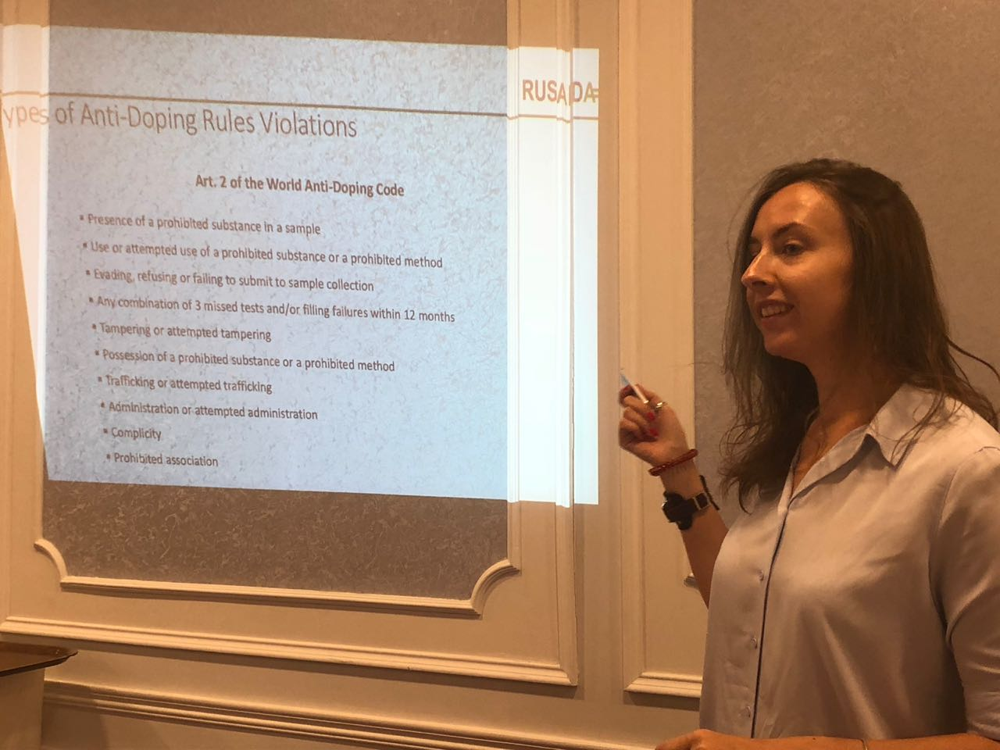 RUSADA
ypes of Anti-Doping Rules Violations
Art. 2 of the World Anti-Doping Code
▪ Presence of a prohibited substance in a sample
▪ Use or attempted use of a prohibited substance or a prohibited method
▪ Evading, refusing or failing to submit to sample collection
▪ Any combination of 3 missed tests and/or filling failures within 12 months
▪ Tampering or attempted tampering
▪ Possession of a prohibited substance or a prohibited method
▪ Trafficking or attempted trafficking
▪ Administration or attempted administration
▪ Complicity
▪ Prohibited association